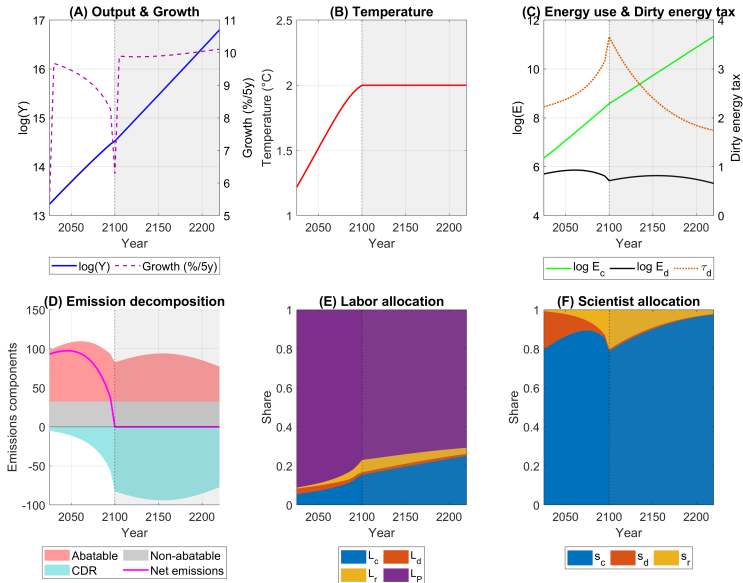 (A) Output & Growth
17
16
15
14
13
log(Y)
11
10
9
8
7
6
5
Growth (%/5y)
2050 2100 2150 2200
Year
log(Y) Growth (%/5y)
(B) Temperature
2.5
2
1.5
1
Temperature (°C)
2050 2100 2150 2200
Year
(C) Energy use & Dirty energy tax
12
10
8
6
4
log(E)
4
3
2
1
0
Dirty energy tax
2050 2100 2150 2200
Year
log E_c log E_d τ_d
(D) Emission decomposition
150
100
50
0
-50
-100
Emissions components
2050 2100 2150 2200
Year
Abatable Non-abatable
CDR Net emissions
(E) Labor allocation
1
0.8
0.6
0.4
0.2
0
Share
2050 2100 2150 2200
Year
L_c L_d
L_r L_P
(F) Scientist allocation
1
0.8
0.6
0.4
0.2
0
Share
2050 2100 2150 2200
Year
s_c s_d s_r